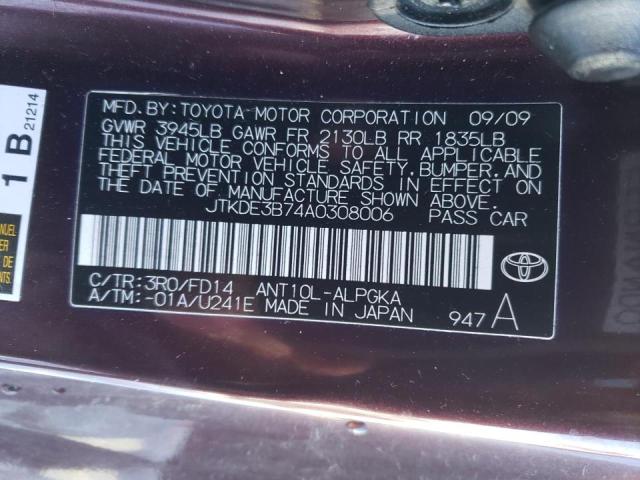 MFD. BY: TOYOTA MOTOR CORPORATION 09/09
GVWR 3945LB GAWR FR 2130LB RR 1835LB
THIS VEHICLE CONFORMS TO ALL APPLICABLE
FEDERAL MOTOR VEHICLE SAFETY, BUMPER, AND
THEFT PREVENTION STANDARDS IN EFFECT ON
THE DATE OF MANUFACTURE SHOWN ABOVE.
JTKDE3B74A0308006 PASS CAR
C/TR: 3R0/FD14 ANT10L-ALPGKA
A/TM: -01A/U241E MADE IN JAPAN
947 A
1 B
21214